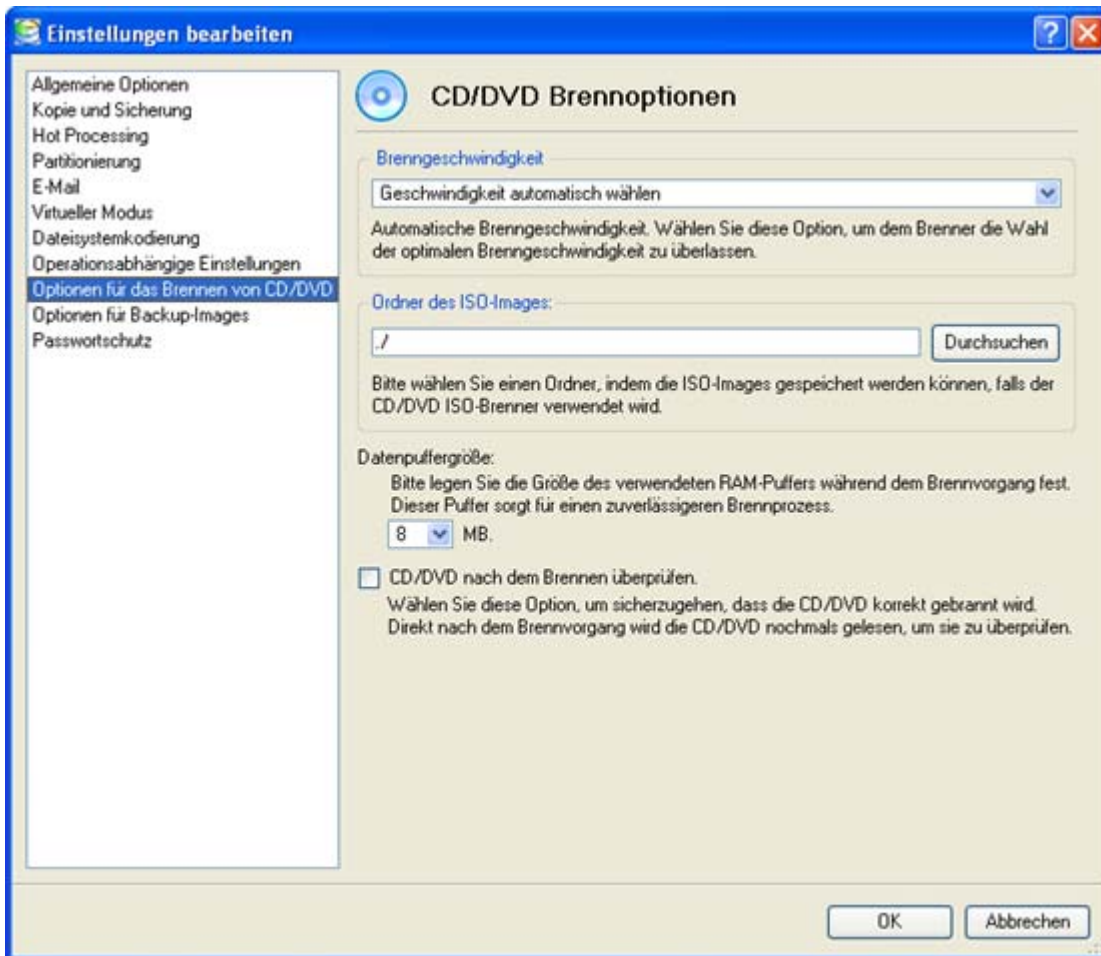 Einstellungen bearbeiten
Allgemeine Optionen
Kopie und Sicherung
Hot Processing
Partitionierung
E-Mail
Virtueller Modus
Dateisystemkodierung
Operationsabhängige Einstellungen
Optionen für das Brennen von CD/DVD
Optionen für Backup-Images
Passwortschutz
CD/DVD Brennoptionen
Brenngeschwindigkeit
Geschwindigkeit automatisch wählen
Automatische Brenngeschwindigkeit. Wählen Sie diese Option, um dem Brenner die Wahl
der optimalen Brenngeschwindigkeit zu überlassen.
Ordner des ISO-Images:
./
Durchsuchen
Bitte wählen Sie einen Ordner, indem die ISO-Images gespeichert werden können, falls der
CD/DVD ISO-Brenner verwendet wird.
Datenpuffergröße:
Bitte legen Sie die Größe des verwendeten RAM-Puffers während dem Brennvorgang fest.
Dieser Puffer sorgt für einen zuverlässigeren Brennprozess.
8 MB.
CD/DVD nach dem Brennen überprüfen.
Wählen Sie diese Option, um sicherzugehen, dass die CD/DVD korrekt gebrannt wird.
Direkt nach dem Brennvorgang wird die CD/DVD nochmals gelesen, um sie zu überprüfen.
OK
Abbrechen